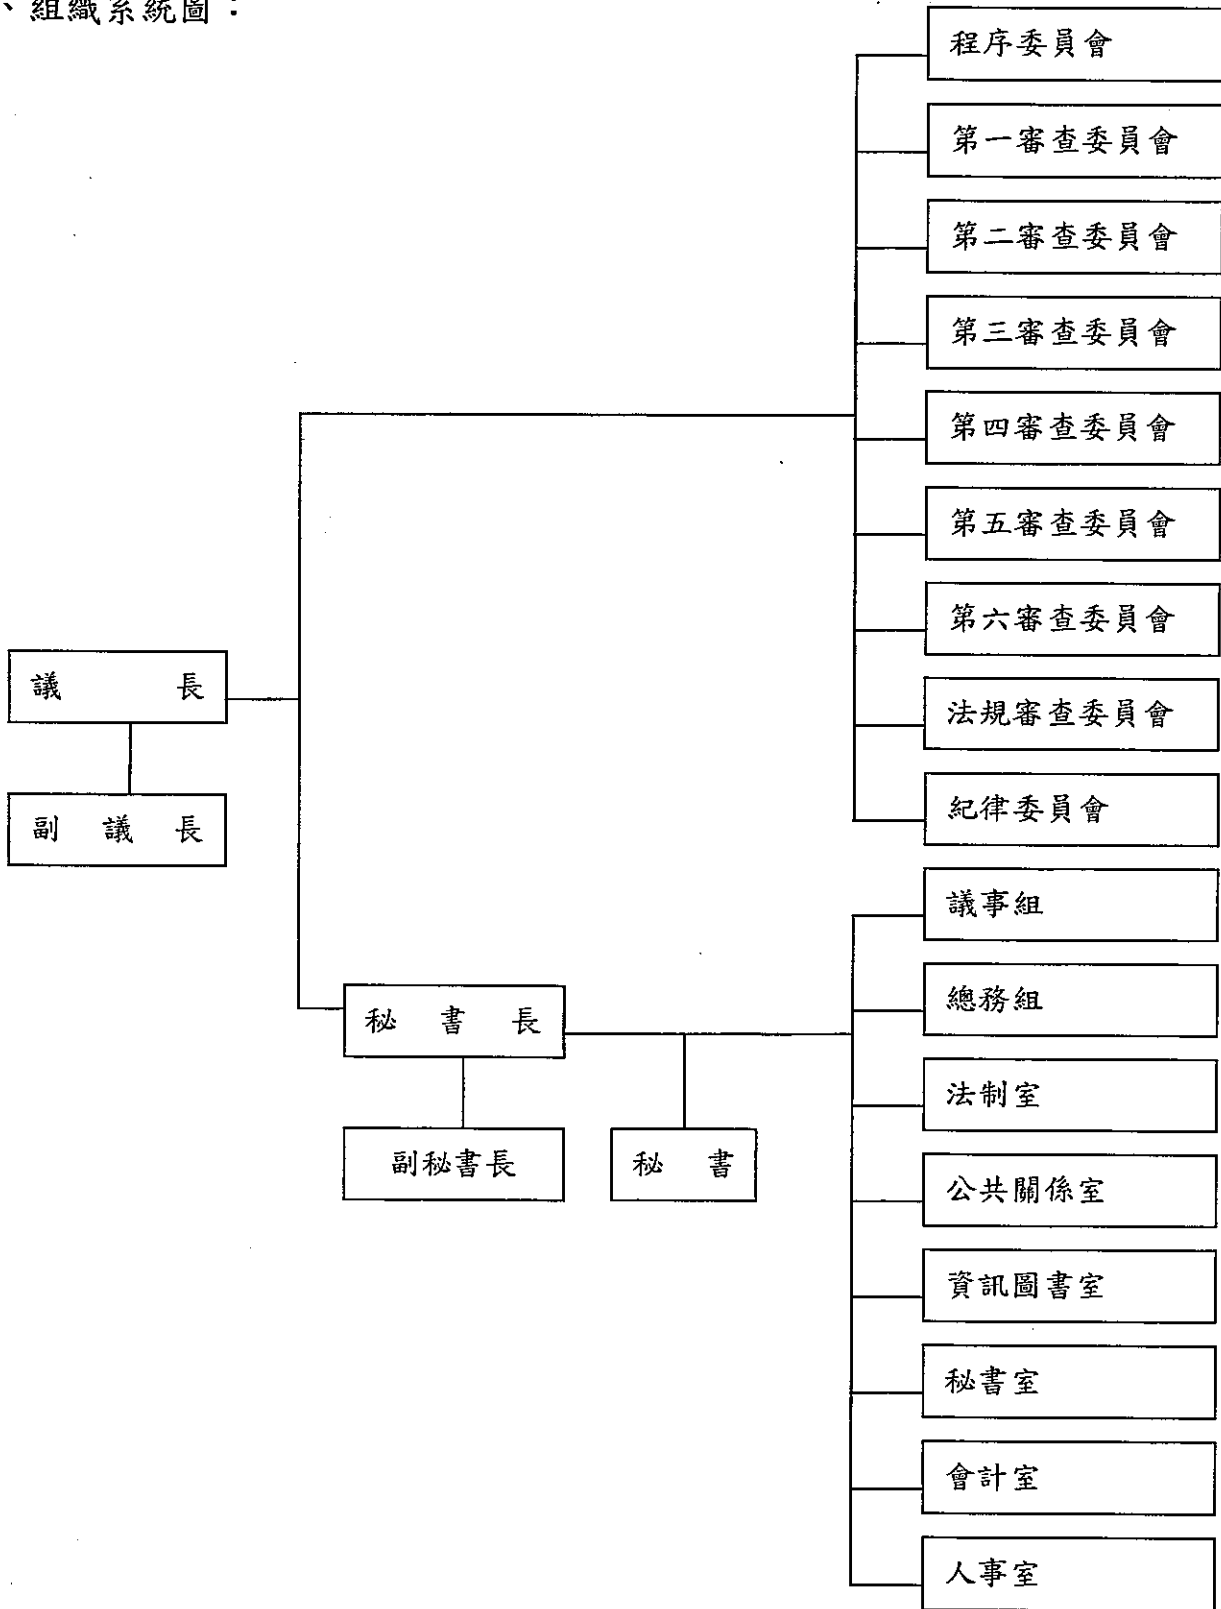 、組織系統圖：
程序委員會
第一審查委員會
第二審查委員會
第三審查委員會
第四審查委員會
第五審查委員會
第六審查委員會
法規審查委員會
紀律委員會
議長
副議長
秘書長
副秘書長
秘書
議事組
總務組
法制室
公共關係室
資訊圖書室
秘書室
會計室
人事室